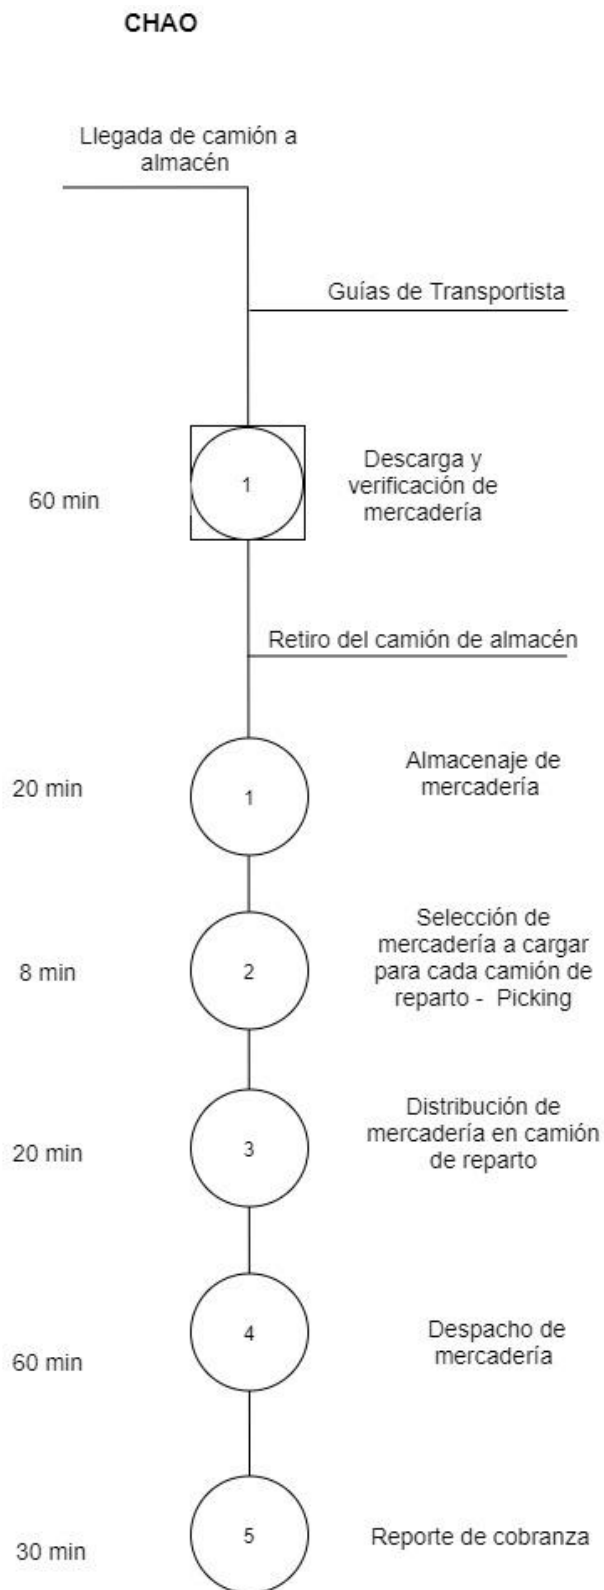 CHAO
Llegada de camión a
almacén
Guías de Transportista
60 min
1
Descarga y
verificación de
mercadería
Retiro del camión de almacén
20 min
1
Almacenaje de
mercadería
8 min
2
Selección de
mercadería a cargar
para cada camión de
reparto - Picking
20 min
3
Distribución de
mercadería en camión
de reparto
60 min
4
Despacho de
mercadería
30 min
5
Reporte de cobranza